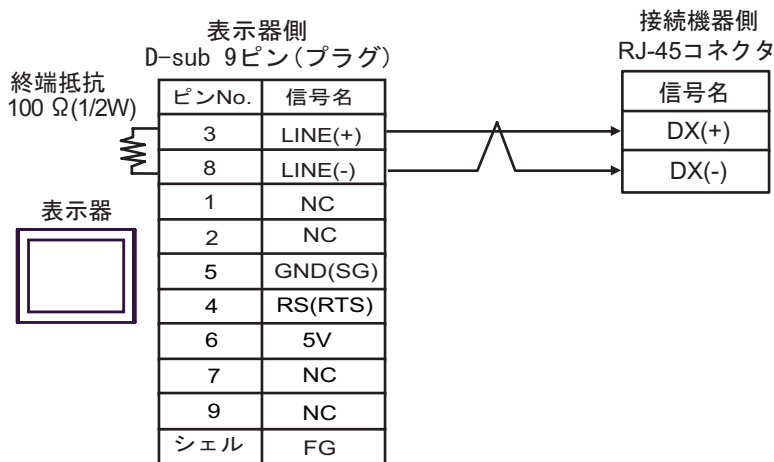 表示器側
D-sub 9ピン(プラグ)
接続機器側
RJ-45コネクタ
終端抵抗
100 Ω(1/2W)
表示器
ピンNo. 信号名
3 LINE(+)
8 LINE(-)
1 NC
2 NC
5 GND(SG)
4 RS(RTS)
6 5V
7 NC
9 NC
シェル FG
信号名
DX(+)
DX(-)